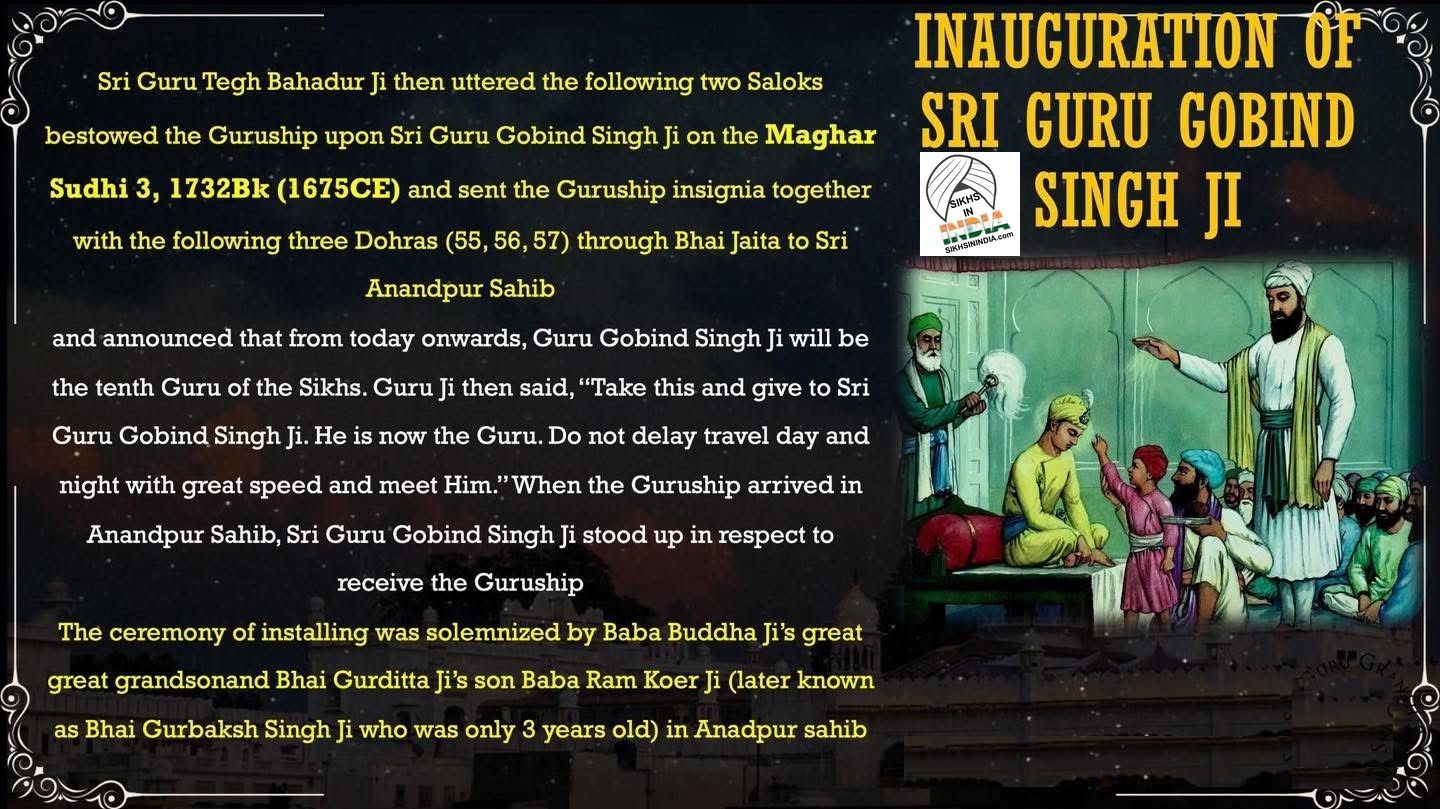 INAUGURATION OF
SRI GURU GOBIND
SINGH JI
SIKHS
IN
INDIA
SIKHSININDIA.com
Sri Guru Tegh Bahadur Ji then uttered the following two Saloks
bestowed the Guruship upon Sri Guru Gobind Singh Ji on the Maghar
Sudhi 3, 1732Bk (1675CE) and sent the Guruship insignia together
with the following three Dohras (55, 56, 57) through Bhai Jaita to Sri
Anandpur Sahib
and announced that from today onwards, Guru Gobind Singh Ji will be
the tenth Guru of the Sikhs. Guru Ji then said, “Take this and give to Sri
Guru Gobind Singh Ji. He is now the Guru. Do not delay travel day and
night with great speed and meet Him.” When the Guruship arrived in
Anandpur Sahib, Sri Guru Gobind Singh Ji stood up in respect to
receive the Guruship
The ceremony of installing was solemnized by Baba Buddha Ji’s great
great grandsonand Bhai Gurditta Ji’s son Baba Ram Koer Ji (later known
as Bhai Gurbaksh Singh Ji who was only 3 years old) in Anadpur sahib